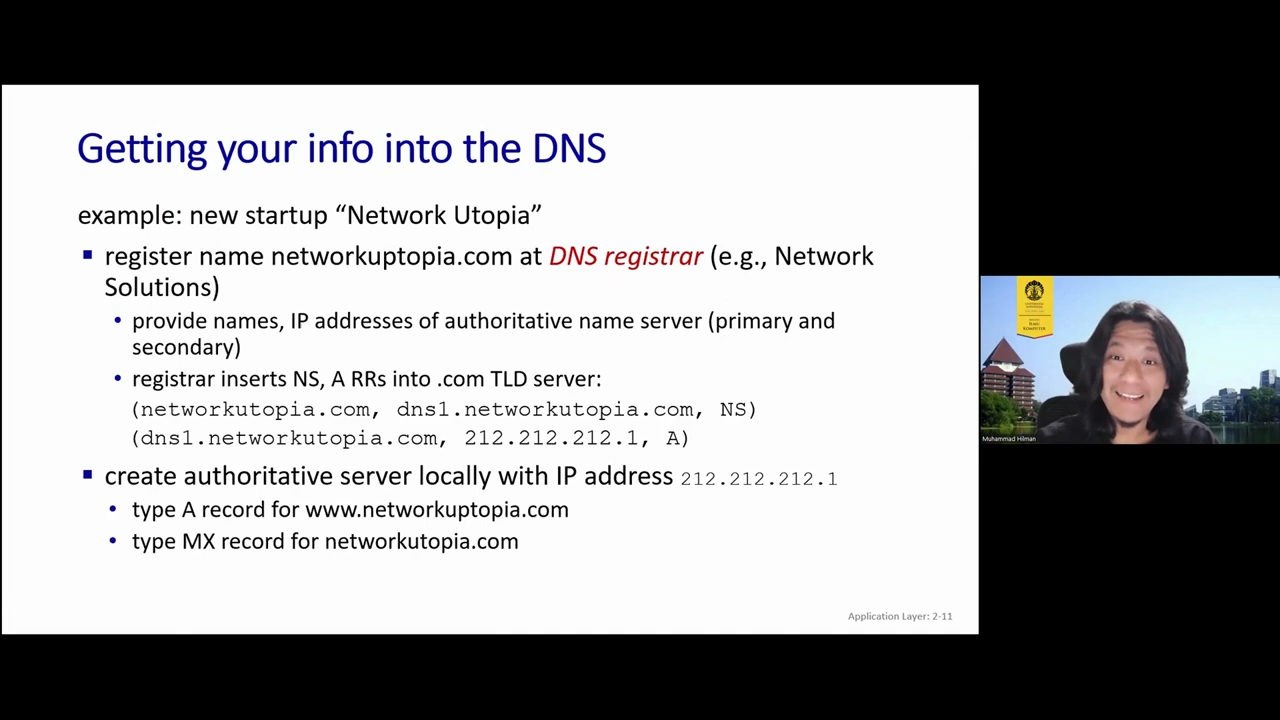 Getting your info into the DNS
example: new startup “Network Utopia”
register name networkuptopia.com at DNS registrar (e.g., Network
Solutions)
provide names, IP addresses of authoritative name server (primary and
secondary)
registrar inserts NS, A RRs into .com TLD server:
(networkutopia.com, dns1.networkutopia.com, NS)
(dns1.networkutopia.com, 212.212.212.1, A)
create authoritative server locally with IP address 212.212.212.1
type A record for www.networkuptopia.com
type MX record for networkutopia.com
Application Layer: 2-11
ILMU
KOMPUTER
Muhammad Hilman